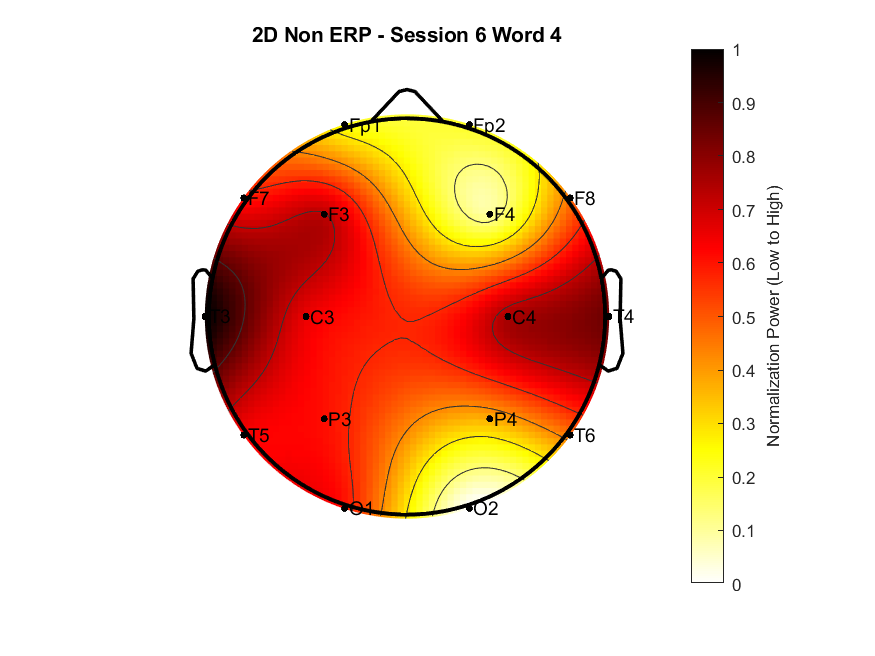 2D Non ERP - Session 6 Word 4
Fp1
Fp2
F7
F3
F4
F8
T3
C3
C4
T4
T5
P3
P4
T6
O1
O2
1
0.9
0.8
0.7
0.6
0.5
0.4
0.3
0.2
0.1
0
Normalization Power (Low to High)